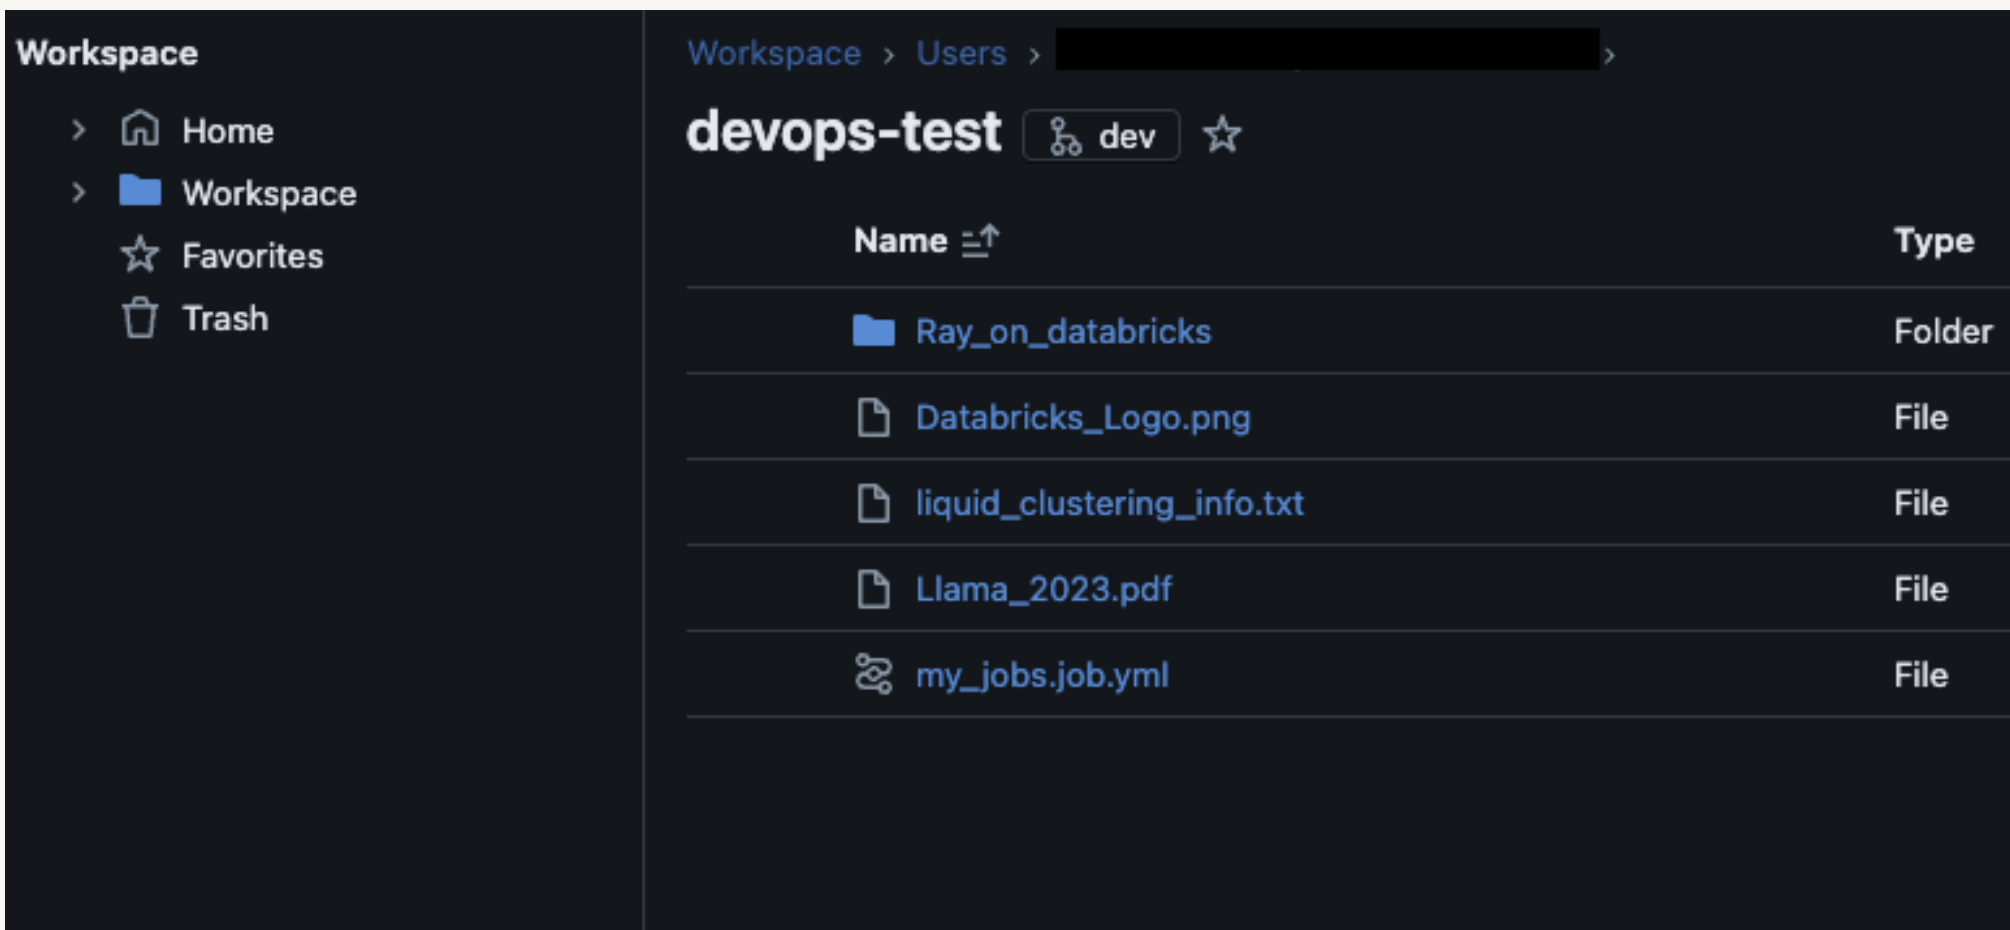 Workspace
Home
Workspace
Favorites
Trash
Workspace > Users > >
devops-test dev
Name Type
Ray_on_databricks Folder
Databricks_Logo.png File
liquid_clustering_info.txt File
Llama_2023.pdf File
my_jobs.job.yml File